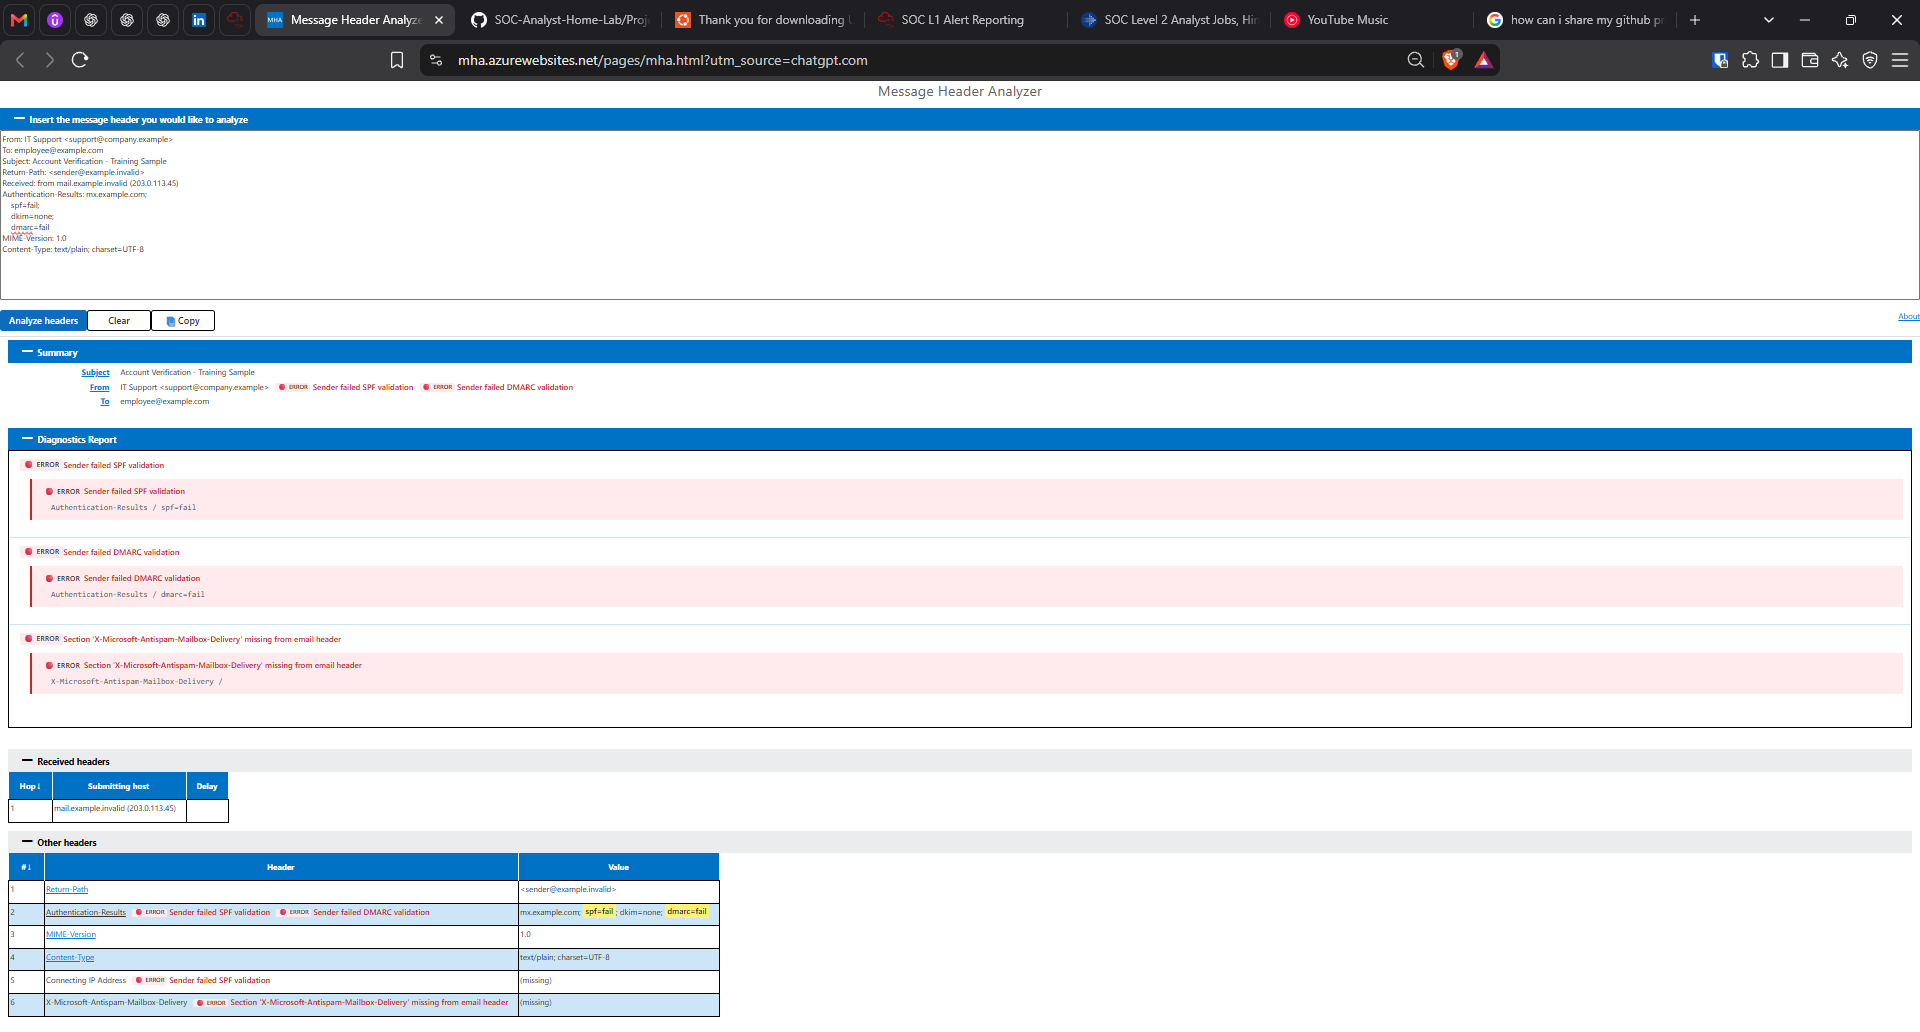 Message Header Analyze
SOC-Analyst-Home-Lab/Proj
Thank you for downloading
SOC L1 Alert Reporting
SOC Level 2 Analyst Jobs, Hir
YouTube Music
how can i share my github p
mha.azurewebsites.net/pages/mha.html?utm_source=chatgpt.com
Message Header Analyzer
Insert the message header you would like to analyze
From: IT Support <support@company.example>
To: employee@example.com
Subject: Account Verification - Training Sample
Return-Path: <sender@example.invalid>
Received: from mail.example.invalid (203.0.113.45)
Authentication-Results: mx.example.com;
spf=fail;
dkim=none;
dmarc=fail
MIME-Version: 1.0
Content-Type: text/plain; charset=UTF-8
Analyze headers Clear Copy About
Summary
Subject Account Verification - Training Sample
From IT Support <support@company.example> ERROR Sender failed SPF validation ERROR Sender failed DMARC validation
To employee@example.com
Diagnostics Report
ERROR Sender failed SPF validation
ERROR Sender failed SPF validation
Authentication-Results / spf=fail
ERROR Sender failed DMARC validation
ERROR Sender failed DMARC validation
Authentication-Results / dmarc=fail
ERROR Section 'X-Microsoft-Antispam-Mailbox-Delivery' missing from email header
ERROR Section 'X-Microsoft-Antispam-Mailbox-Delivery' missing from email header
X-Microsoft-Antispam-Mailbox-Delivery /
Received headers
Hop↓ Submitting host Delay
1 mail.example.invalid (203.0.113.45)
Other headers
#↓ Header Value
1 Return-Path <sender@example.invalid>
2 Authentication-Results ERROR Sender failed SPF validation ERROR Sender failed DMARC validation mx.example.com; spf=fail ; dkim=none; dmarc=fail
3 MIME-Version 1.0
4 Content-Type text/plain; charset=UTF-8
5 Connecting IP Address ERROR Sender failed SPF validation (missing)
6 X-Microsoft-Antispam-Mailbox-Delivery ERROR Section 'X-Microsoft-Antispam-Mailbox-Delivery' missing from email header (missing)